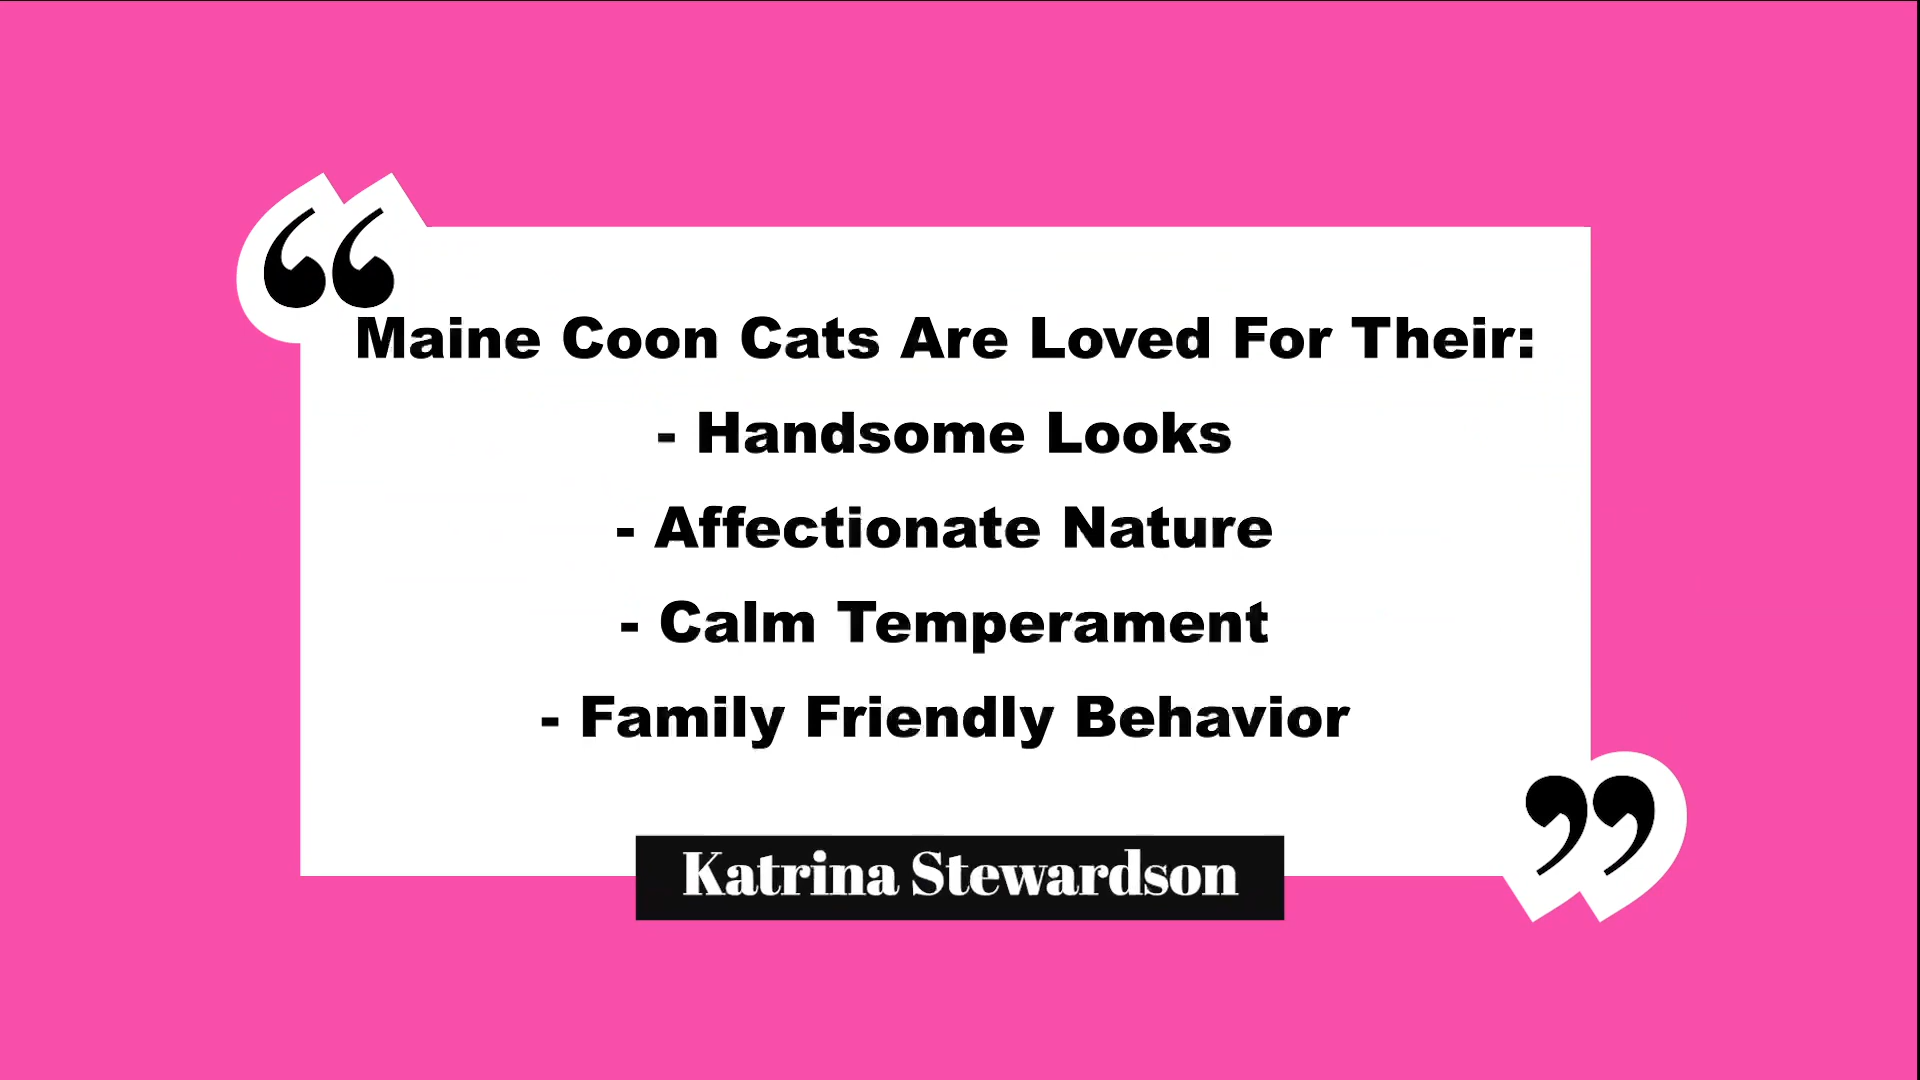 “
Maine Coon Cats Are Loved For Their:
- Handsome Looks
- Affectionate Nature
- Calm Temperament
- Family Friendly Behavior
”
Katrina Stewardson